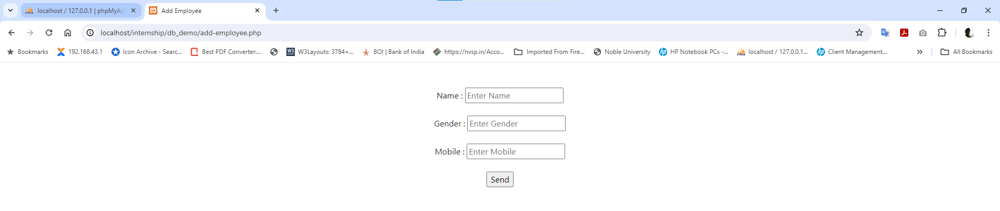 localhost / 127.0.0.1 | phpMyAd
Add Employee
localhost/internship/db_demo/add-employee.php
Bookmarks 192.168.43.1 Icon Archive - Searc... Best PDF Converter:... W3 W3Layouts: 3784+... BOI | Bank of India https://nvsp.in/Acco... Imported From Fire... Noble University HP Notebook PCs -... localhost / 127.0.0.1... Client Management... All Bookmarks
Name : Enter Name
Gender : Enter Gender
Mobile : Enter Mobile
Send